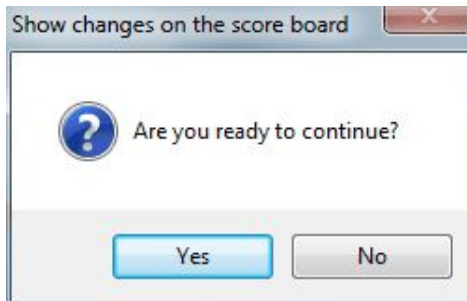 Show changes on the score board
Are you ready to continue?
Yes
No